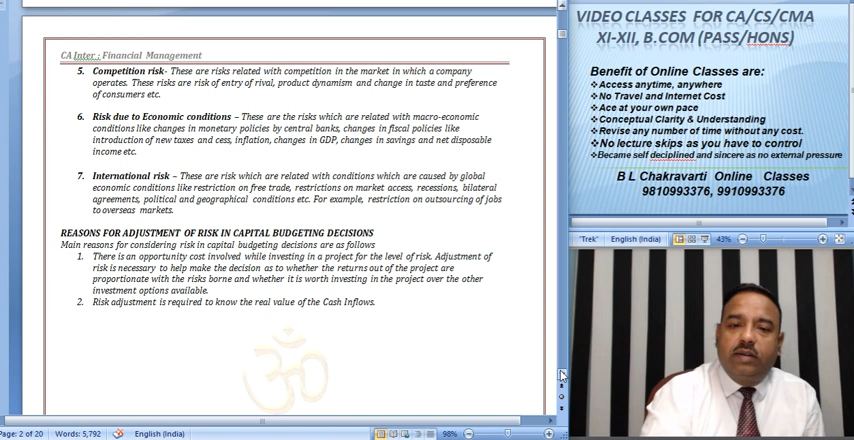 CA Inter : Financial Management
5. Competition risk- These are risks related with competition in the market in which a company
operates. These risks are risk of entry of rival, product dynamism and change in taste and preference
of consumers etc.
6. Risk due to Economic conditions – These are the risks which are related with macro-economic
conditions like changes in monetary policies by central banks, changes in fiscal policies like
introduction of new taxes and cess, inflation, changes in GDP, changes in savings and net disposable
income etc.
7. International risk – These are risk which are related with conditions which are caused by global
economic conditions like restriction on free trade, restrictions on market access, recessions, bilateral
agreements, political and geographical conditions etc. For example, restriction on outsourcing of jobs
to overseas markets.
REASONS FOR ADJUSTMENT OF RISK IN CAPITAL BUDGETING DECISIONS
Main reasons for considering risk in capital budgeting decisions are as follows
1. There is an opportunity cost involved while investing in a project for the level of risk. Adjustment of
risk is necessary to help make the decision as to whether the returns out of the project are
proportionate with the risks borne and whether it is worth investing in the project over the other
investment options available.
2. Risk adjustment is required to know the real value of the Cash Inflows.
ॐ
Page: 2 of 20 Words: 5,792 English (India) 98%
VIDEO CLASSES FOR CA/CS/CMA
XI-XII, B.COM (PASS/HONS)
Benefit of Online Classes are:
❖Access anytime, anywhere
❖No Travel and Internet Cost
❖Ace at your own pace
❖Conceptual Clarity & Understanding
❖Revise any number of time without any cost.
❖No lecture skips as you have to control
❖Became self deciplined and sincere as no external pressure
B L Chakravarti Online Classes
9810993376, 9910993376
"Trek" English (India) 43%